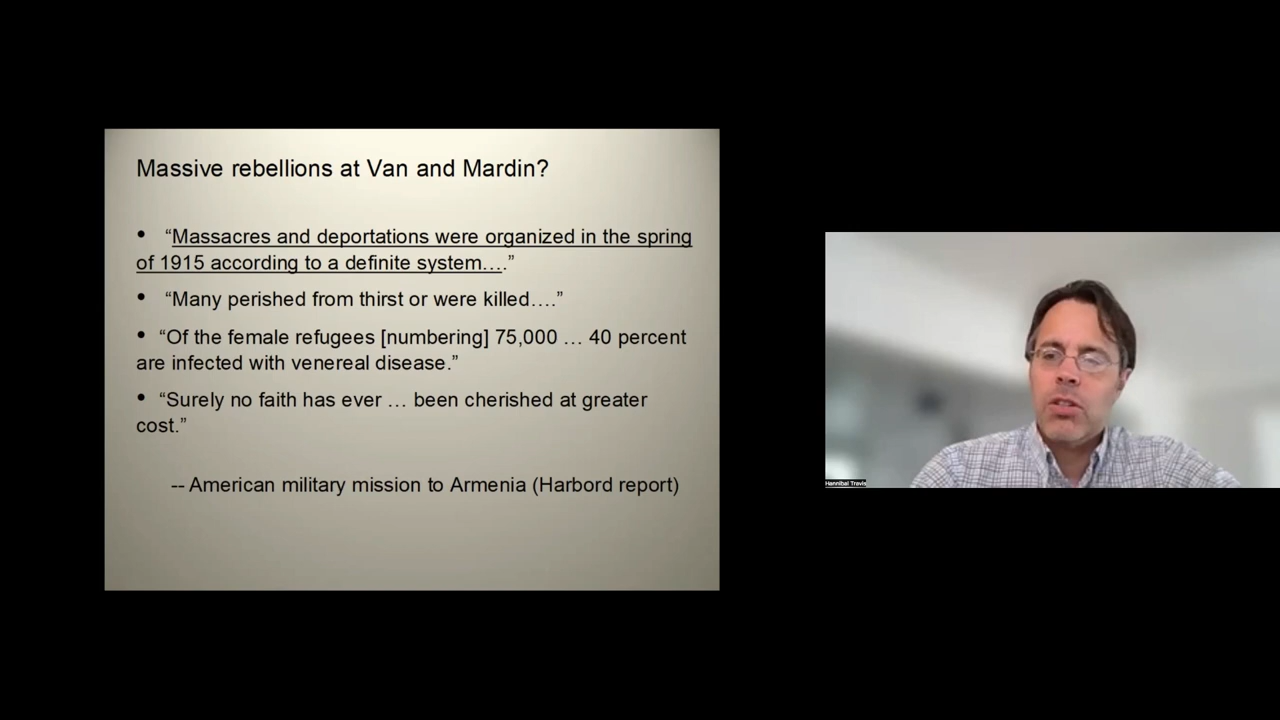 Massive rebellions at Van and Mardin?
• “Massacres and deportations were organized in the spring
of 1915 according to a definite system….”
• “Many perished from thirst or were killed….”
• “Of the female refugees [numbering] 75,000 … 40 percent
are infected with venereal disease.”
• “Surely no faith has ever … been cherished at greater
cost.”
-- American military mission to Armenia (Harbord report)
Hannibal Travis